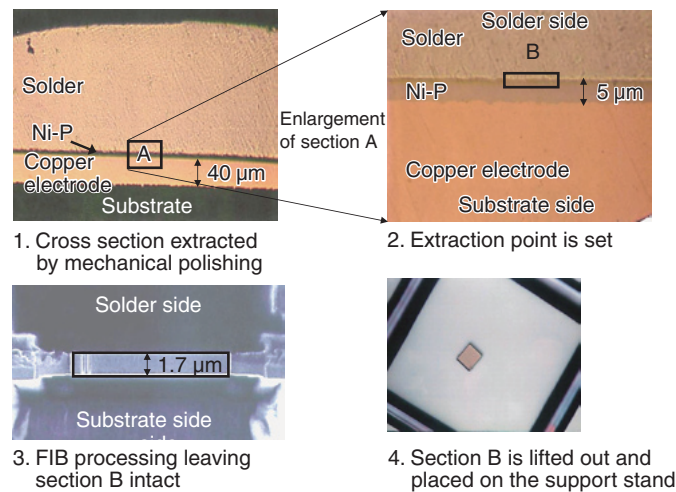 Solder
Ni-P
Copper
electrode
A
40 µm
Substrate
1. Cross section extracted
by mechanical polishing
Enlargement
of section A
Solder side
Solder
B
Ni-P
5 µm
Copper electrode
Substrate side
2. Extraction point is set
Solder side
1.7 µm
Substrate side
side
3. FIB processing leaving
section B intact
4. Section B is lifted out and
placed on the support stand